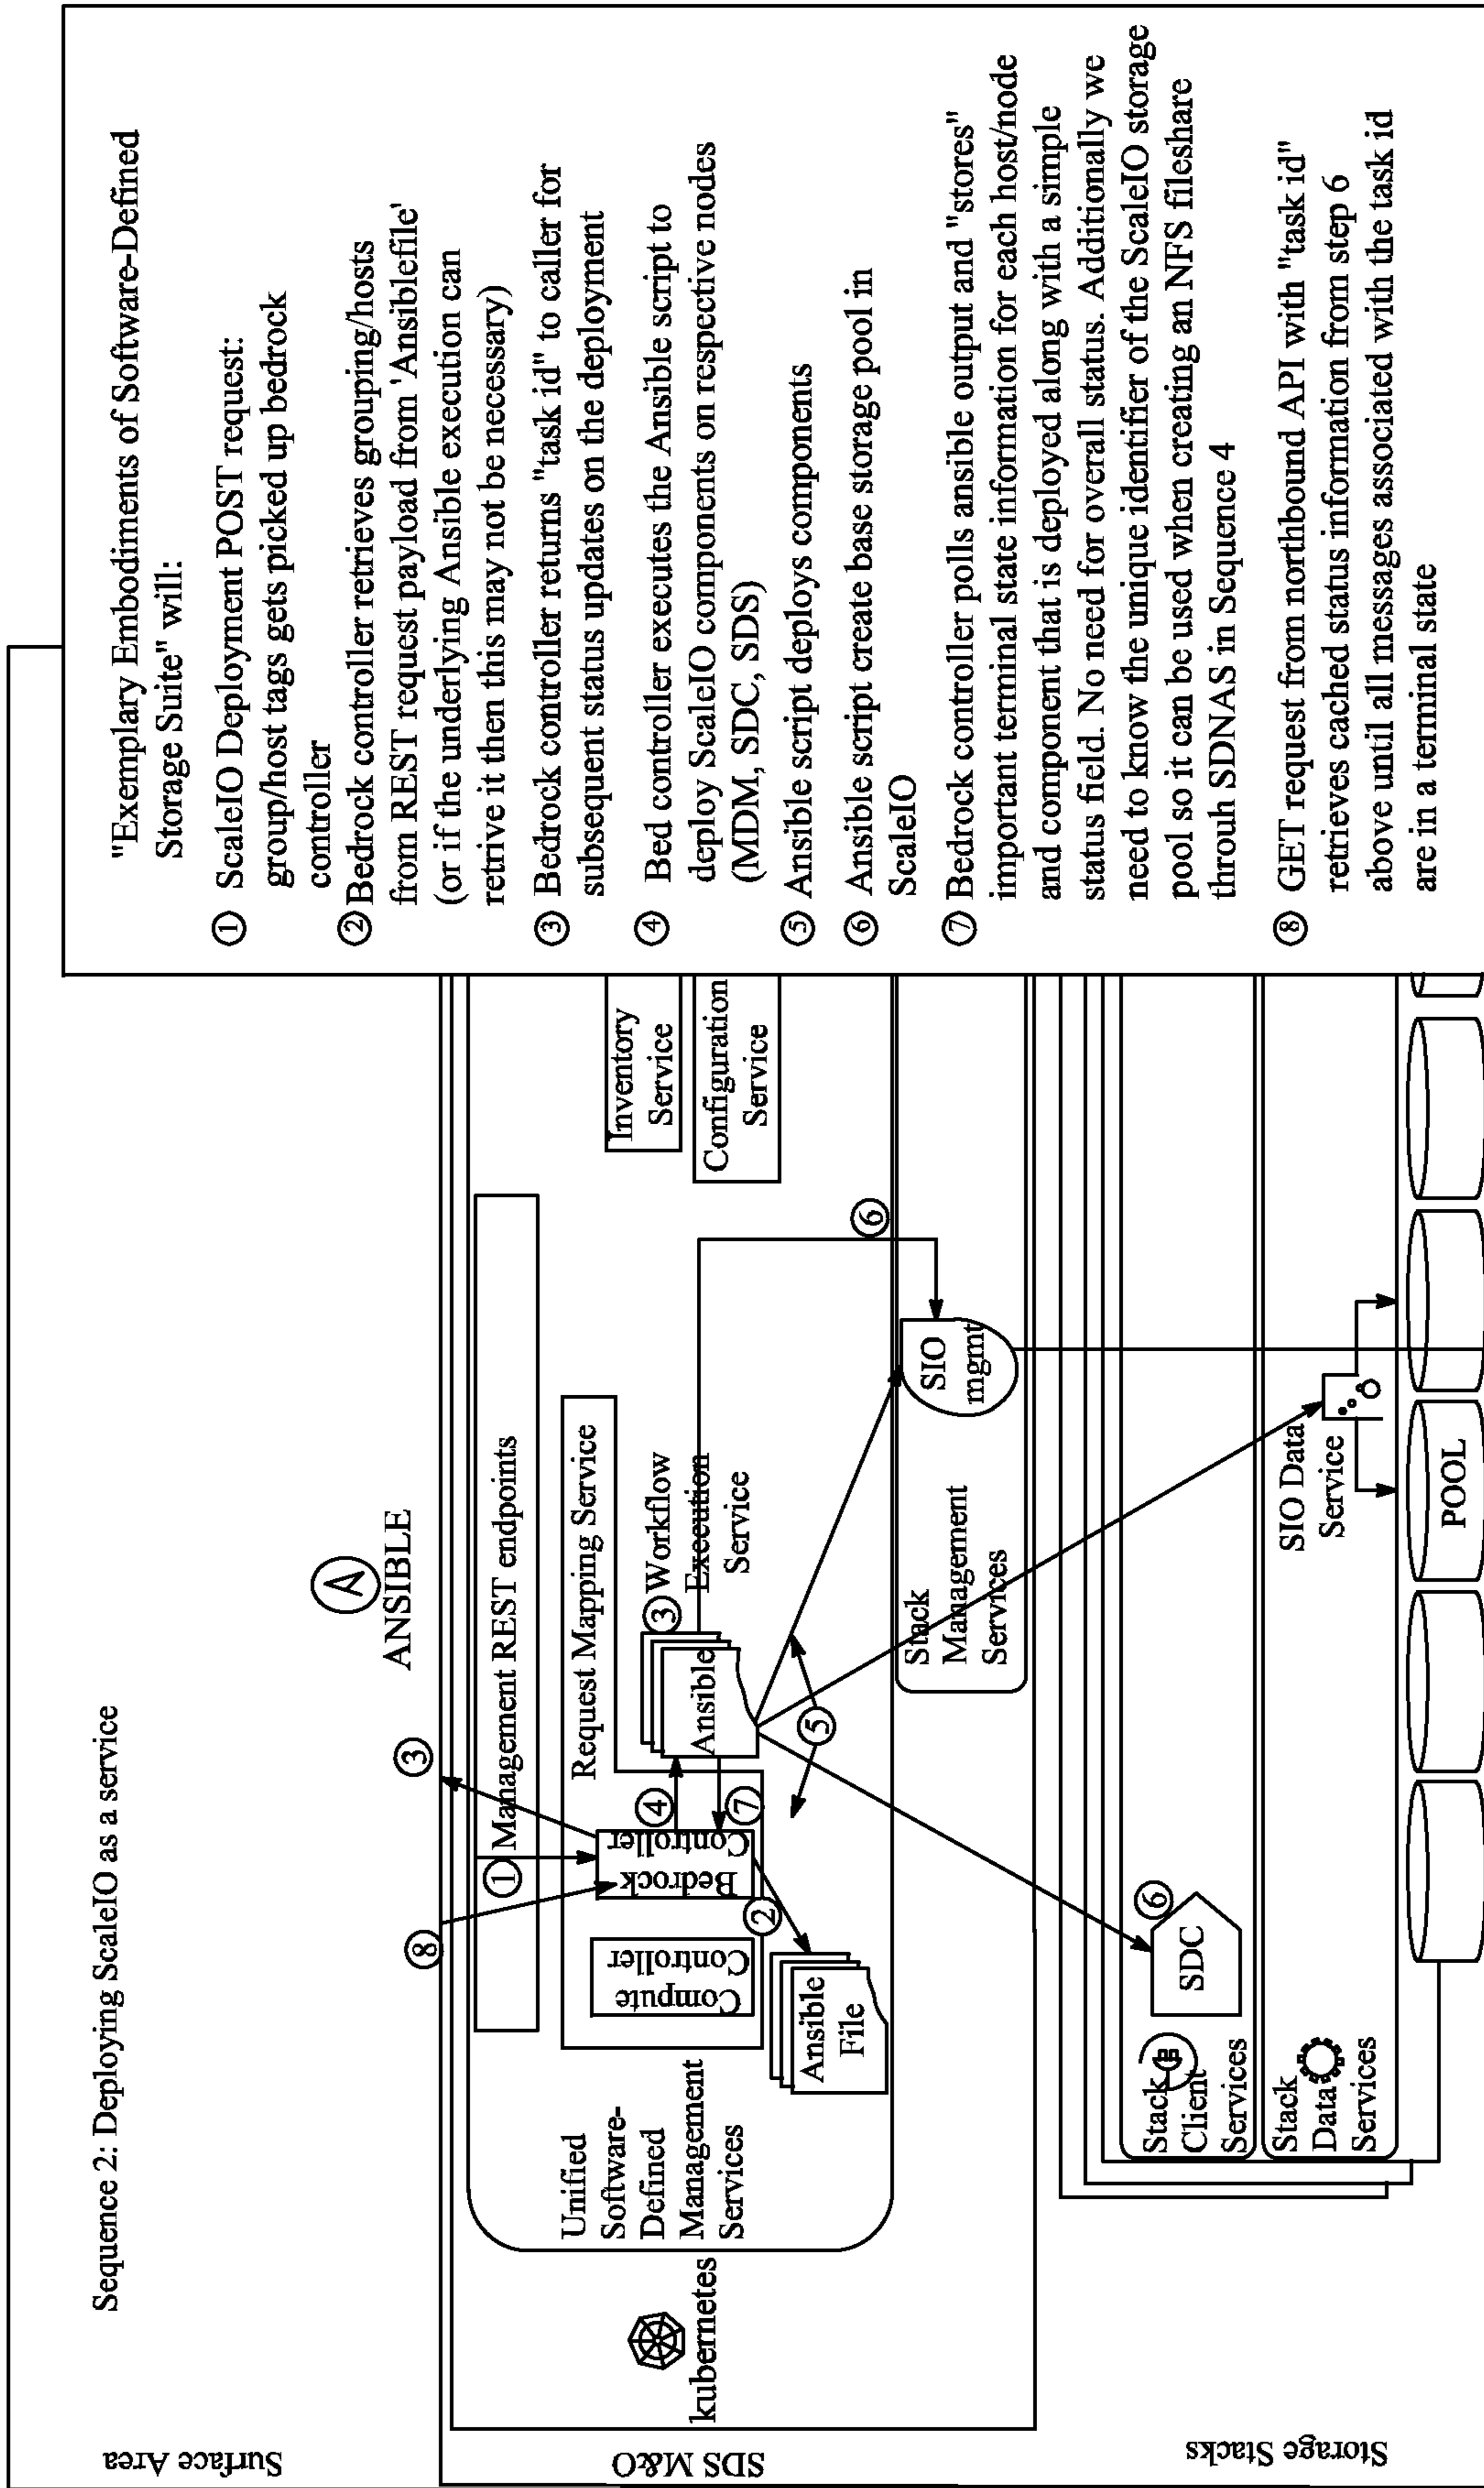 Sequence 2: Deploying ScaleIO as a service
Surface Area
SDS M&O
Storage Stacks
A
ANSIBLE
8
3
kubernetes
Unified
Software-
Defined
Management
Services
1 Management REST endpoints
Request Mapping Service
Compute
Controller
Bedrock
Controller
4
7
2
Ansible
File
Ansible
3 Workflow
Execution
Service
5
6
Inventory
Service
Configuration
Service
Stack
Management
Services
SIO
mgmt
Stack
Client
Services
SDC
6
Stack
Data
Services
SIO Data
Service
POOL
"Exemplary Embodiments of Software-Defined
Storage Suite" will:
1 ScaleIO Deployment POST request:
group/host tags gets picked up bedrock
controller
2 Bedrock controller retrieves grouping/hosts
from REST request payload from 'Ansiblefile'
(or if the underlying Ansible execution can
retrive it then this may not be necessary)
3 Bedrock controller returns "task id" to caller for
subsequent status updates on the deployment
4 Bed controller executes the Ansible script to
deploy ScaleIO components on respective nodes
(MDM, SDC, SDS)
5 Ansible script deploys components
6 Ansible script create base storage pool in
ScaleIO
7 Bedrock controller polls ansible output and "stores"
important terminal state information for each host/node
and component that is deployed along with a simple
status field. No need for overall status. Additionally we
need to know the unique identifier of the ScaleIO storage
pool so it can be used when creating an NFS fileshare
throuh SDNAS in Sequence 4
8 GET request from northbound API with "task id"
retrieves cached status information from step 6
above until all messages associated with the task id
are in a terminal state